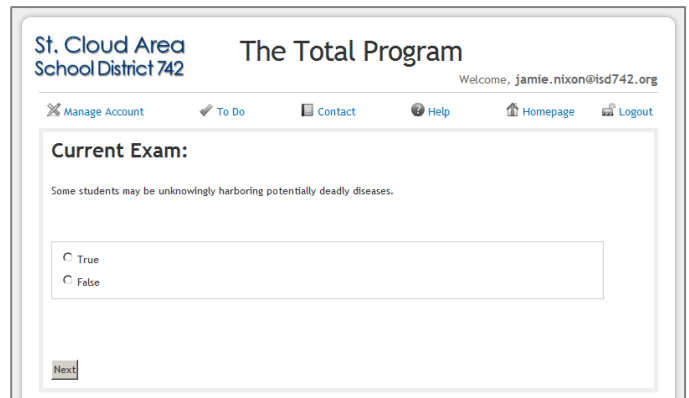 St. Cloud Area
School District 742
The Total Program
Welcome, jamie.nixon@isd742.org
Manage Account To Do Contact Help Homepage Logout
Current Exam:
Some students may be unknowingly harboring potentially deadly diseases.
True
False
Next